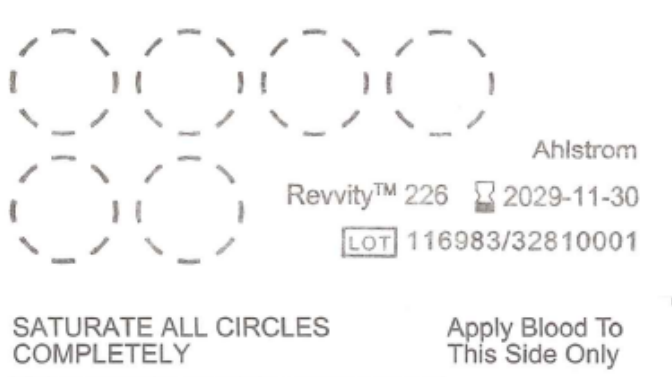 Ahlstrom
Revvity™ 226 2029-11-30
LOT 116983/32810001
SATURATE ALL CIRCLES
COMPLETELY
Apply Blood To
This Side Only